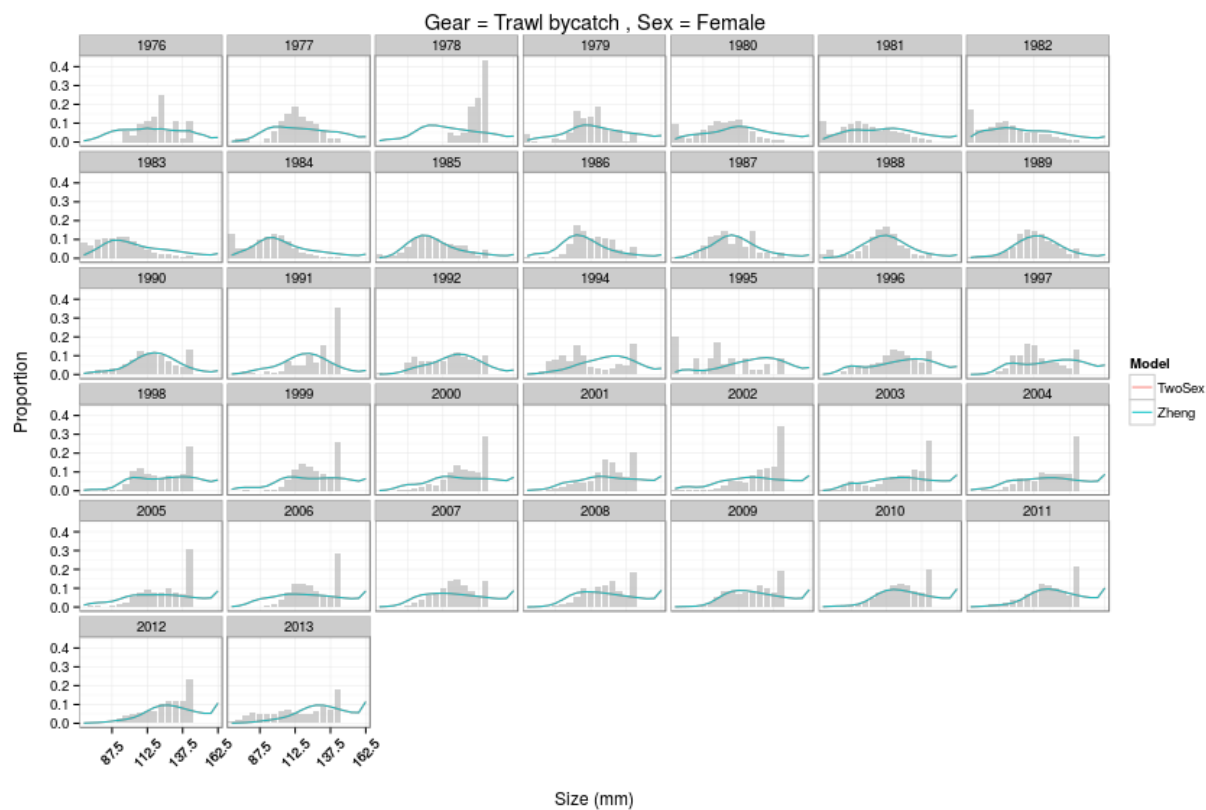 Gear = Trawl bycatch , Sex = Female
1976 1977 1978 1979 1980 1981 1982
0.4
0.3
0.2
0.1
0.0
1983 1984 1985 1986 1987 1988 1989
0.4
0.3
0.2
0.1
0.0
1990 1991 1992 1994 1995 1996 1997
0.4
0.3
0.2
0.1
0.0
Proportion
Model
TwoSex
Zheng
1998 1999 2000 2001 2002 2003 2004
0.4
0.3
0.2
0.1
0.0
2005 2006 2007 2008 2009 2010 2011
0.4
0.3
0.2
0.1
0.0
2012 2013
0.4
0.3
0.2
0.1
0.0
87.5 112.5 137.5 162.5 87.5 112.5 137.5 162.5
Size (mm)